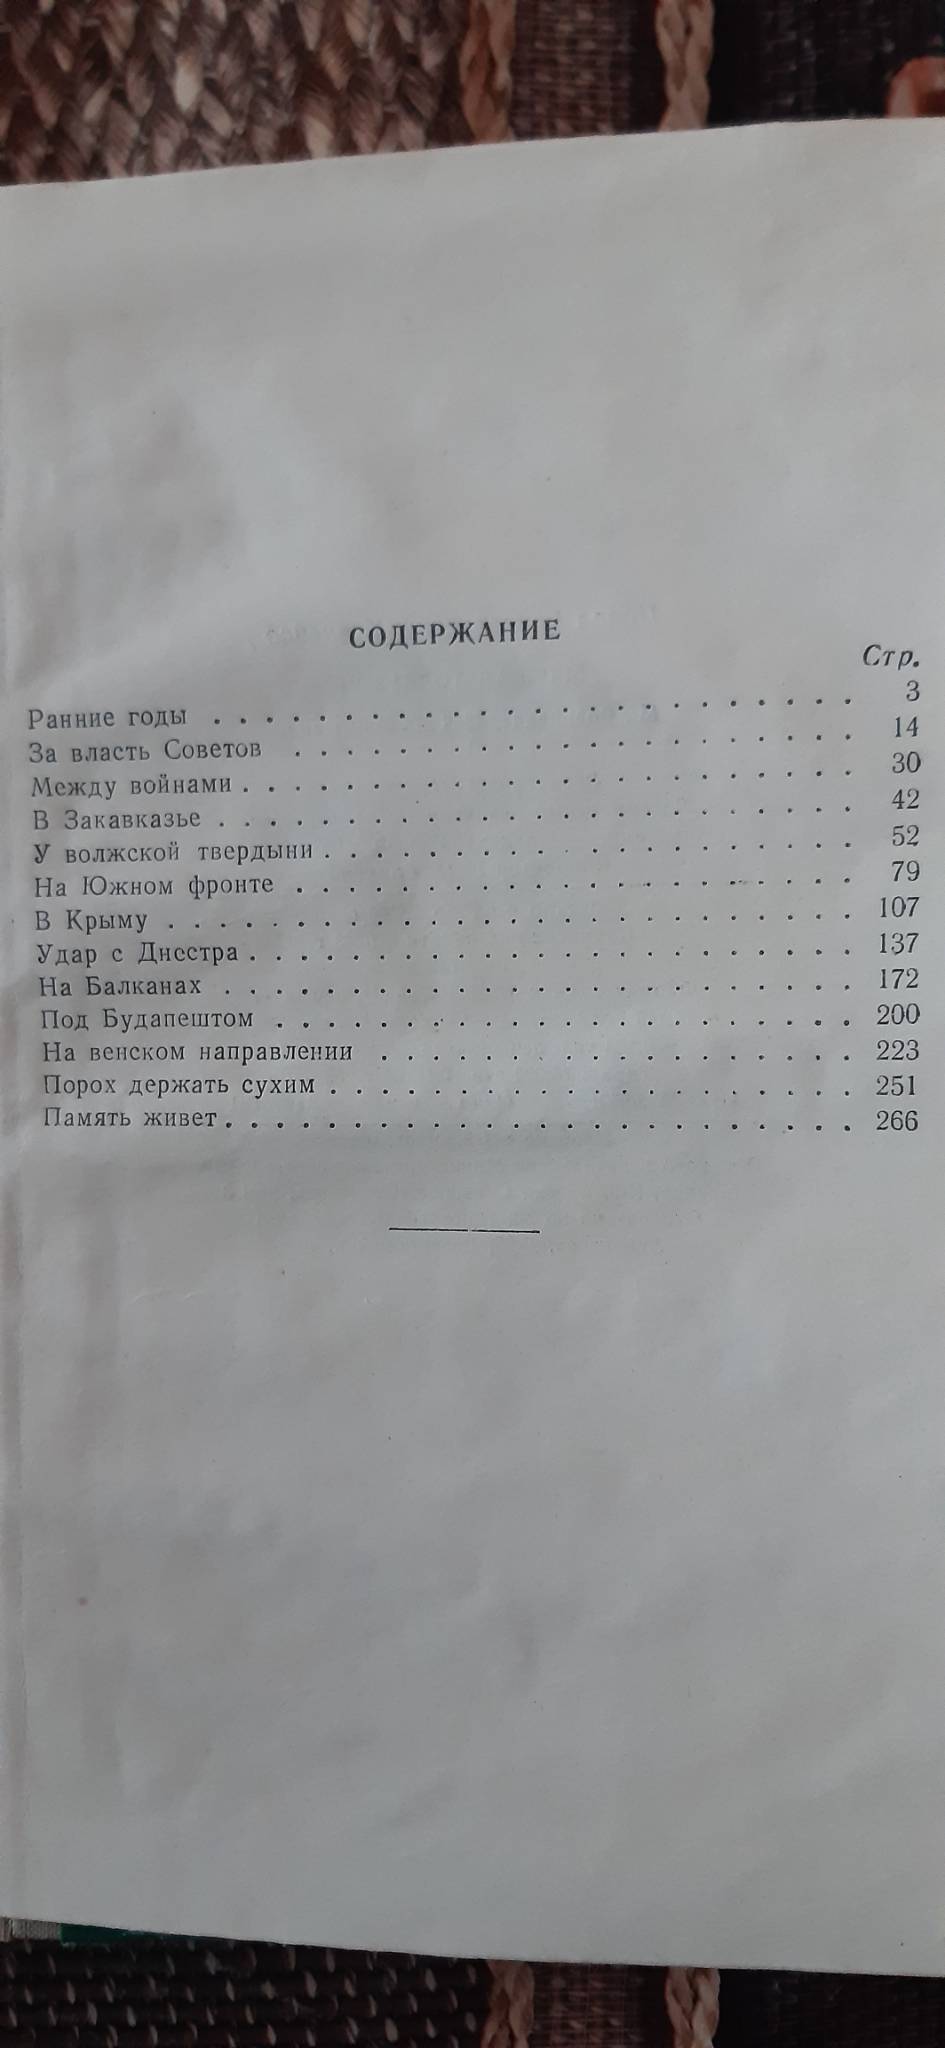 СОДЕРЖАНИЕ
Стр.
Ранние годы . . . . . . . . . . . . . . . . . . . . . . . . . 3
За власть Советов . . . . . . . . . . . . . . . . . . . . . . 14
Между войнами . . . . . . . . . . . . . . . . . . . . . . . . 30
В Закавказье . . . . . . . . . . . . . . . . . . . . . . . . . 42
У волжской твердыни . . . . . . . . . . . . . . . . . . . . . 52
На Южном фронте . . . . . . . . . . . . . . . . . . . . . . 79
В Крыму . . . . . . . . . . . . . . . . . . . . . . . . . . . 107
Удар с Днестра . . . . . . . . . . . . . . . . . . . . . . . . 137
На Балканах . . . . . . . . . . . . . . . . . . . . . . . . . 172
Под Будапештом . . . . . . . . . . . . . . . . . . . . . . . 200
На венском направлении . . . . . . . . . . . . . . . . . . . 223
Порох держать сухим . . . . . . . . . . . . . . . . . . . . . 251
Память живет . . . . . . . . . . . . . . . . . . . . . . . . . 266